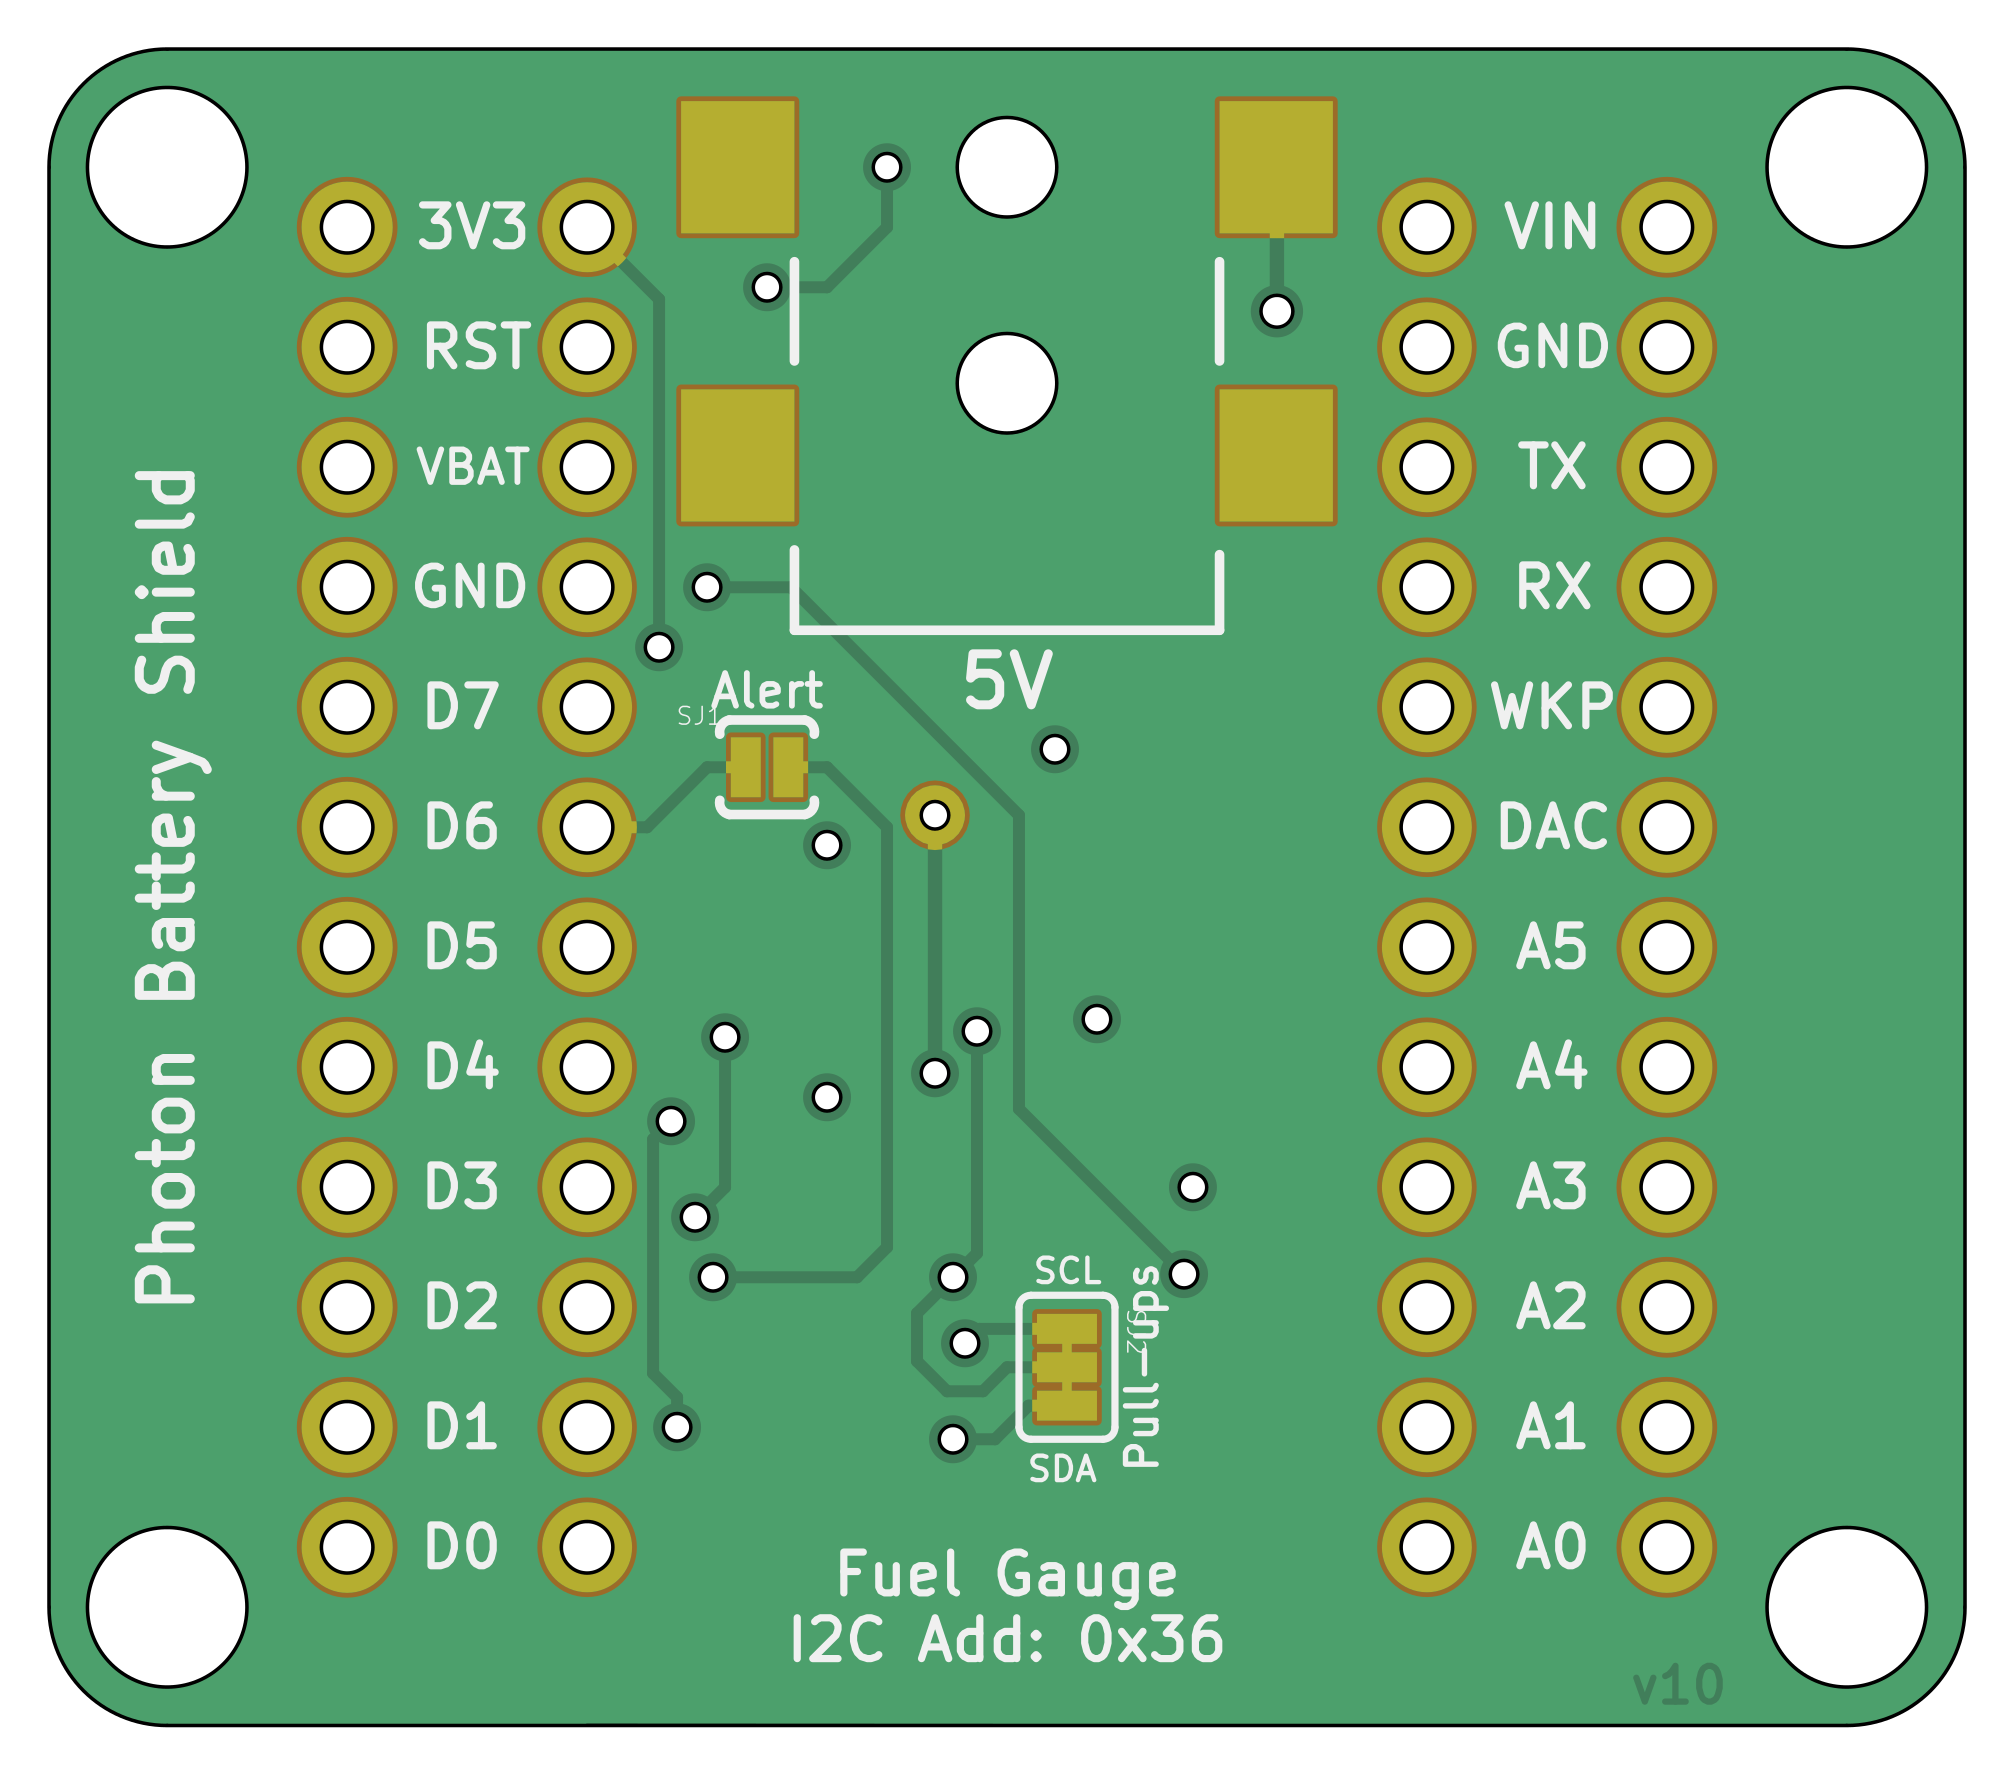 3V3
VIN
RST
GND
VBAT
TX
GND
RX
D7
WKP
D6
DAC
D5
A5
D4
A4
D3
A3
D2
A2
D1
A1
D0
A0
Photon Battery Shield
5V
Alert
SJ1
SCL
Pull-ups
SDA
Fuel Gauge
I2C Add: 0x36
v10